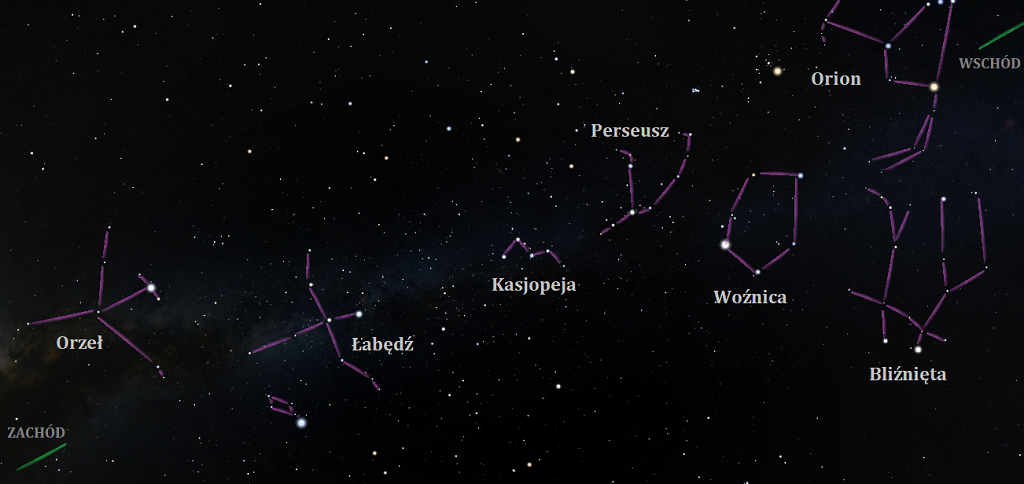 WSCHÓD
Orion
Perseusz
Kasjopeja
Woźnica
Orzeł
Łabędź
Bliźnięta
ZACHÓD